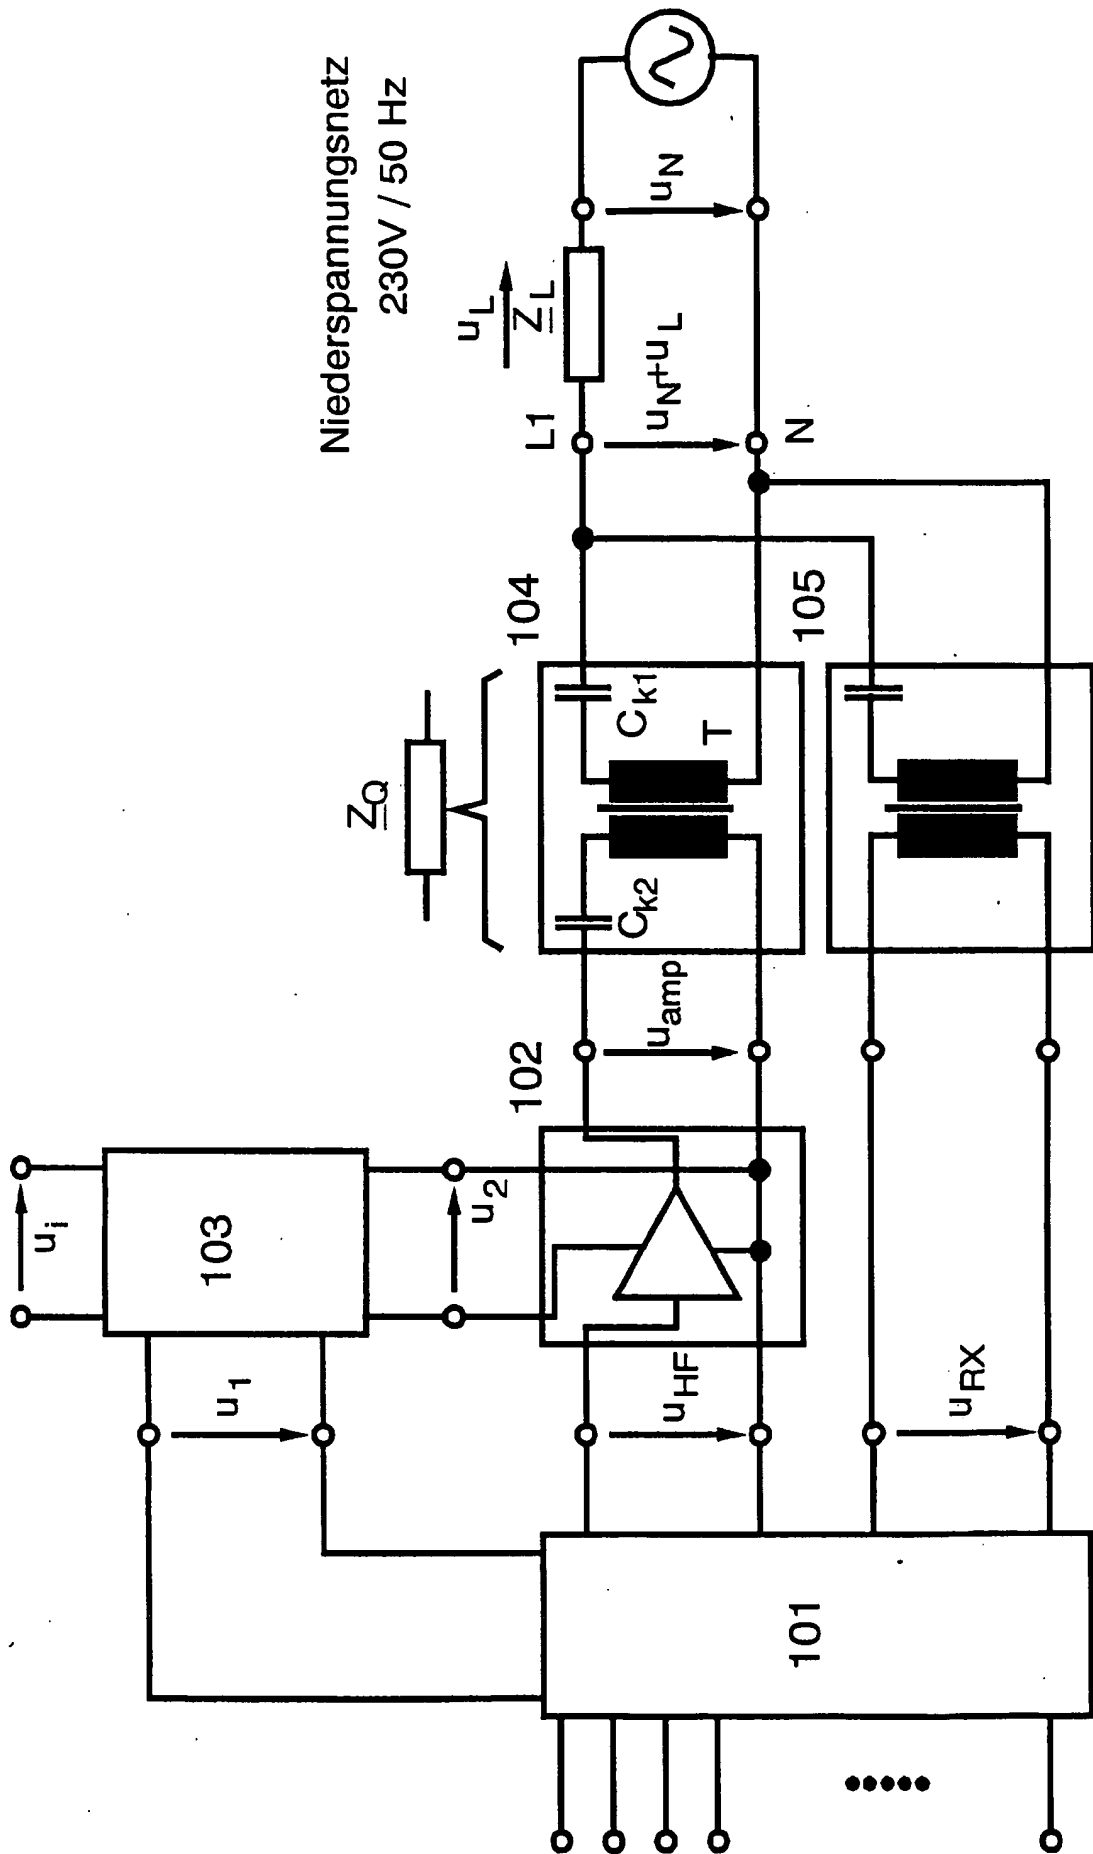 Niederspannungsnetz
230V / 50 Hz
u_i
103
u_1
u_2
Z_Q
102
104
u_L
Z_L
L1
C_k2
C_k1
T
u_HF
u_amp
u_N+u_L
u_N
N
105
u_RX
101